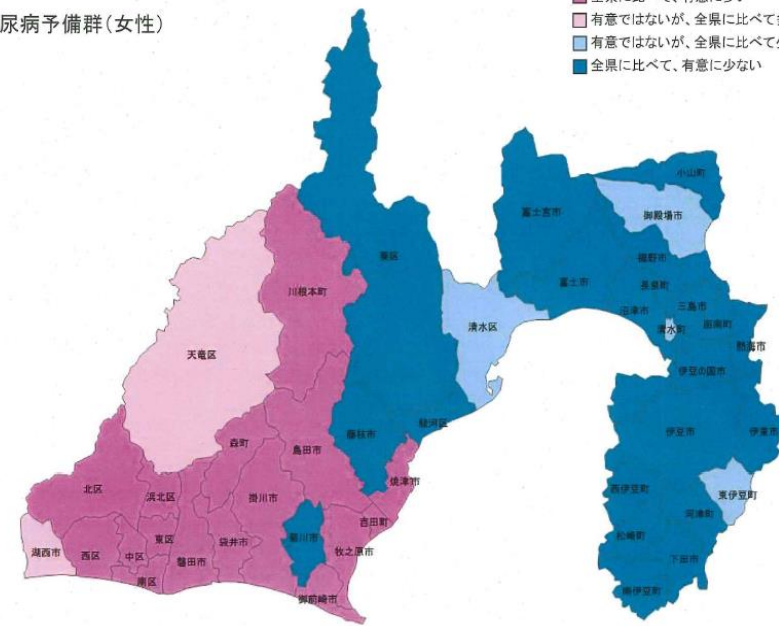 尿病予備群(女性)
有意ではないが、全県に比べて
有意ではないが、全県に比べて
全県に比べて、有意に少ない
小山町
富士宮市
御殿場市
葵区
裾野市
川根本町
富士市
長泉町
沼津市
三島市
清水区
清水町
函南町
熱海市
天竜区
伊豆の国市
駿河区
藤枝市
伊豆市
伊東市
森町
島田市
焼津市
北区
浜北区
掛川市
西伊豆町
東伊豆町
河津町
吉田町
湖西市
西区
中区
東区
袋井市
菊川市
牧之原市
松崎町
磐田市
下田市
南区
御前崎市
南伊豆町